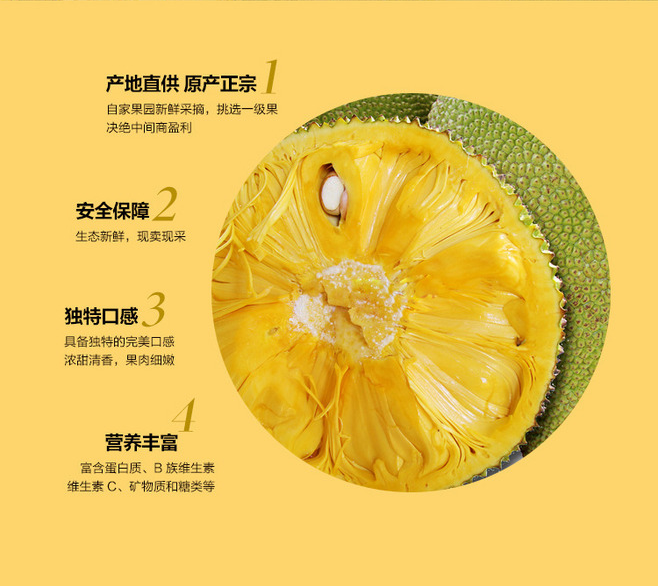 产地直供 原产正宗 1
自家果园新鲜采摘，挑选一级果
决绝中间商盈利
安全保障 2
生态新鲜，现卖现采
独特口感 3
具备独特的完美口感
浓甜清香，果肉细嫩
4
营养丰富
富含蛋白质、B 族维生素
维生素 C、矿物质和糖类等